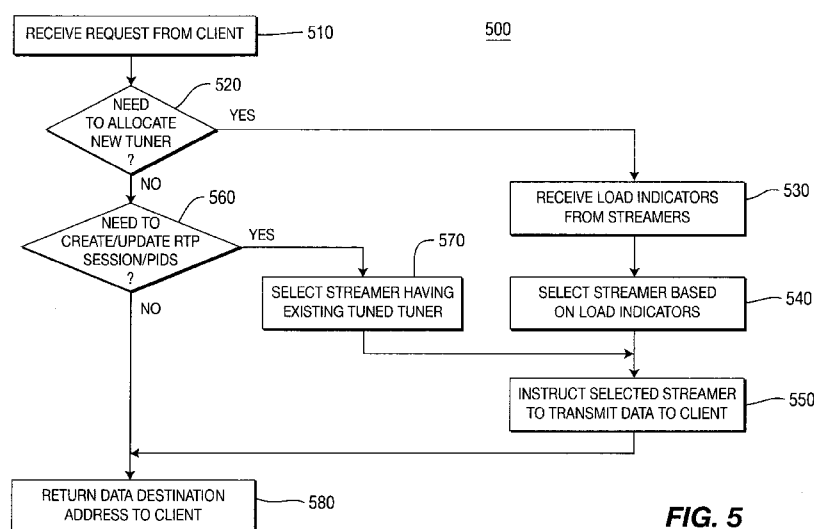 RECEIVE REQUEST FROM CLIENT
510
500
520
NEED
TO ALLOCATE
NEW TUNER
?
YES
NO
530
RECEIVE LOAD INDICATORS
FROM STREAMERS
560
NEED TO
CREATE/UPDATE RTP
SESSION/PIDS
?
YES
NO
570
SELECT STREAMER HAVING
EXISTING TUNED TUNER
540
SELECT STREAMER BASED
ON LOAD INDICATORS
550
INSTRUCT SELECTED STREAMER
TO TRANSMIT DATA TO CLIENT
580
RETURN DATA DESTINATION
ADDRESS TO CLIENT
FIG. 5